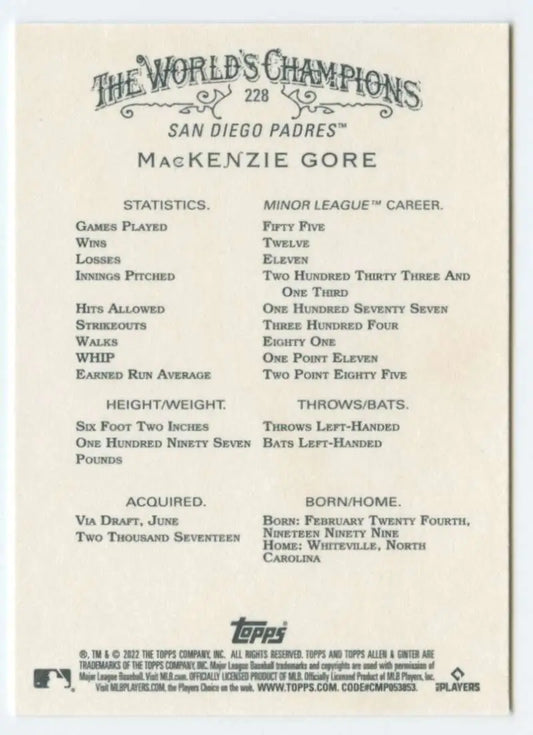 THE WORLD'S CHAMPIONS
228
SAN DIEGO PADRES™
MacKENZIE GORE
STATISTICS. MINOR LEAGUE™ CAREER.
GAMES PLAYED FIFTY FIVE
WINS TWELVE
LOSSES ELEVEN
INNINGS PITCHED TWO HUNDRED THIRTY THREE AND
ONE THIRD
HITS ALLOWED ONE HUNDRED SEVENTY SEVEN
STRIKEOUTS THREE HUNDRED FOUR
WALKS EIGHTY ONE
WHIP ONE POINT ELEVEN
EARNED RUN AVERAGE TWO POINT EIGHTY FIVE
HEIGHT/WEIGHT. THROWS/BATS.
SIX FOOT TWO INCHES THROWS LEFT-HANDED
ONE HUNDRED NINETY SEVEN BATS LEFT-HANDED
POUNDS
ACQUIRED. BORN/HOME.
VIA DRAFT, JUNE BORN: FEBRUARY TWENTY FOURTH,
TWO THOUSAND SEVENTEEN NINETEEN NINETY NINE
HOME: WHITEVILLE, NORTH
CAROLINA
Topps®
®, TM & © 2022 THE TOPPS COMPANY, INC. ALL RIGHTS RESERVED. TOPPS AND TOPPS ALLEN & GINTER ARE
TRADEMARKS OF THE TOPPS COMPANY, INC. Major League Baseball trademarks and copyrights are used with permission of
Major League Baseball. Visit MLB.com. OFFICIALLY LICENSED PRODUCT OF MLB. Officially Licensed Product of MLB Players, Inc.
Visit MLBPLAYERS.COM, the Players Choice on the web. WWW.TOPPS.COM. CODE#CMP053853.
PLAYERS